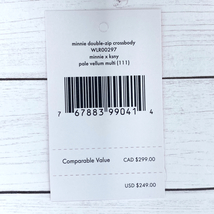 minnie double-zip crossbody
WLR00297
minnie x ksny
pale vellum multi (111)
7 67883 99041 4
Comparable Value CAD $299.00
USD $249.00